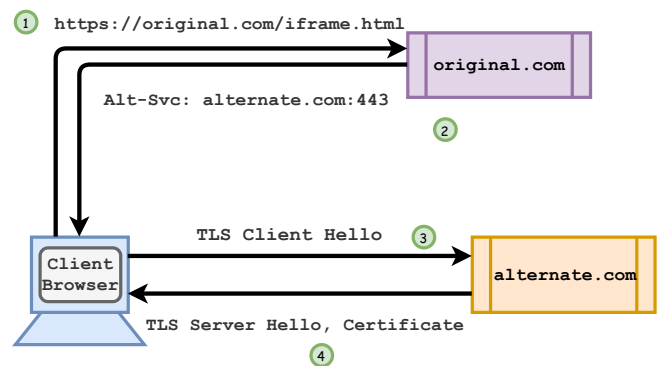 1 https://original.com/iframe.html
original.com
Alt-Svc: alternate.com:443
2
TLS Client Hello 3
Client
Browser
alternate.com
TLS Server Hello, Certificate
4